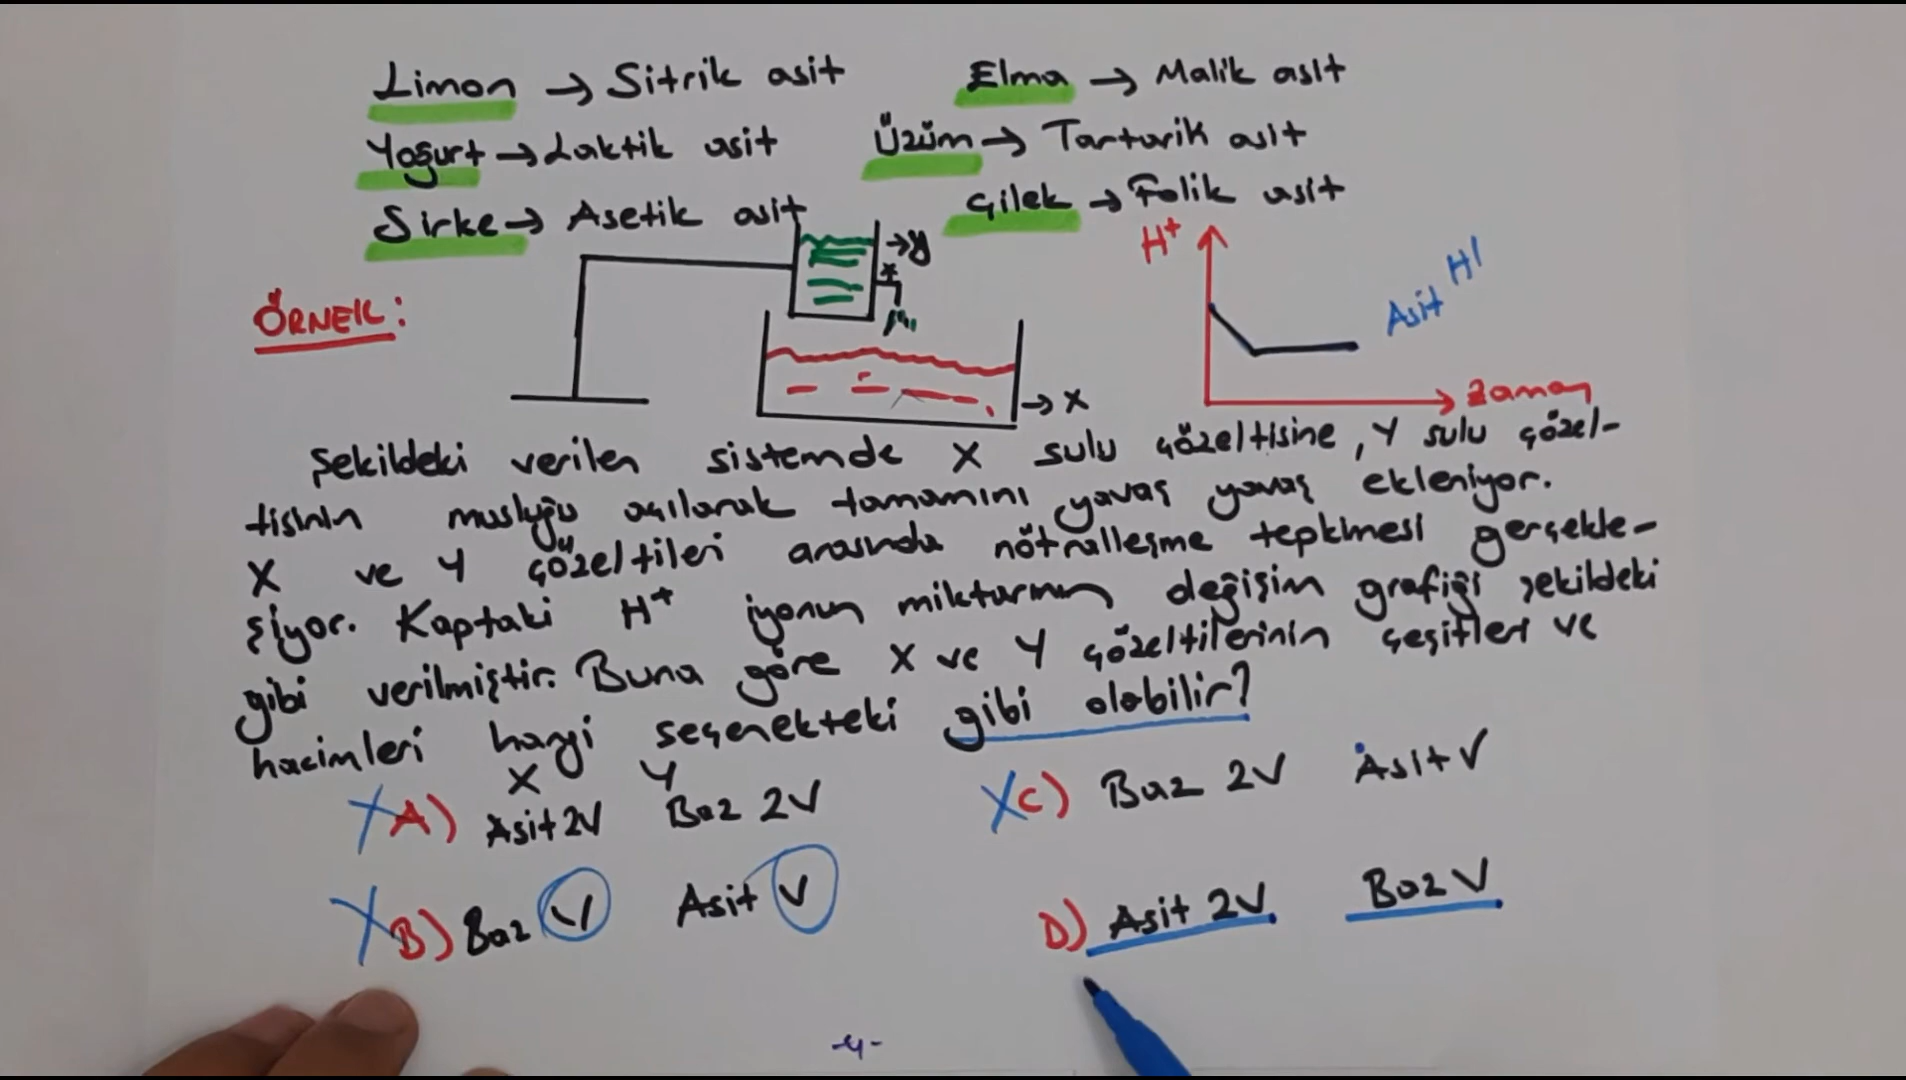 Limon → Sitrik asit
Elma → Malik asit
Yoğurt → Laktik asit
Üzüm → Tartarik asit
Sirke → Asetik asit
Çilek → Folik asit
ÖRNEK:
→ y
→ X
H+
Asit H+
Zaman
Şekildeki verilen sistemde X sulu çözeltisine, Y sulu çözel-
tisinin musluğu açılarak tamamını yavaş yavaş ekleniyor.
X ve Y çözeltileri arasında nötralleşme tepkimesi gerçekle-
şiyor. Kaptaki H+ iyonun miktarının değişim grafiği şekildeki
gibi verilmiştir. Buna göre X ve Y çözeltilerinin çeşitleri ve
hacimleri hangi seçenekteki gibi olabilir?
X Y
A) Asit 2V Baz 2V
B) Baz V Asit V
C) Baz 2V Asit V
D) Asit 2V Baz V
-4-